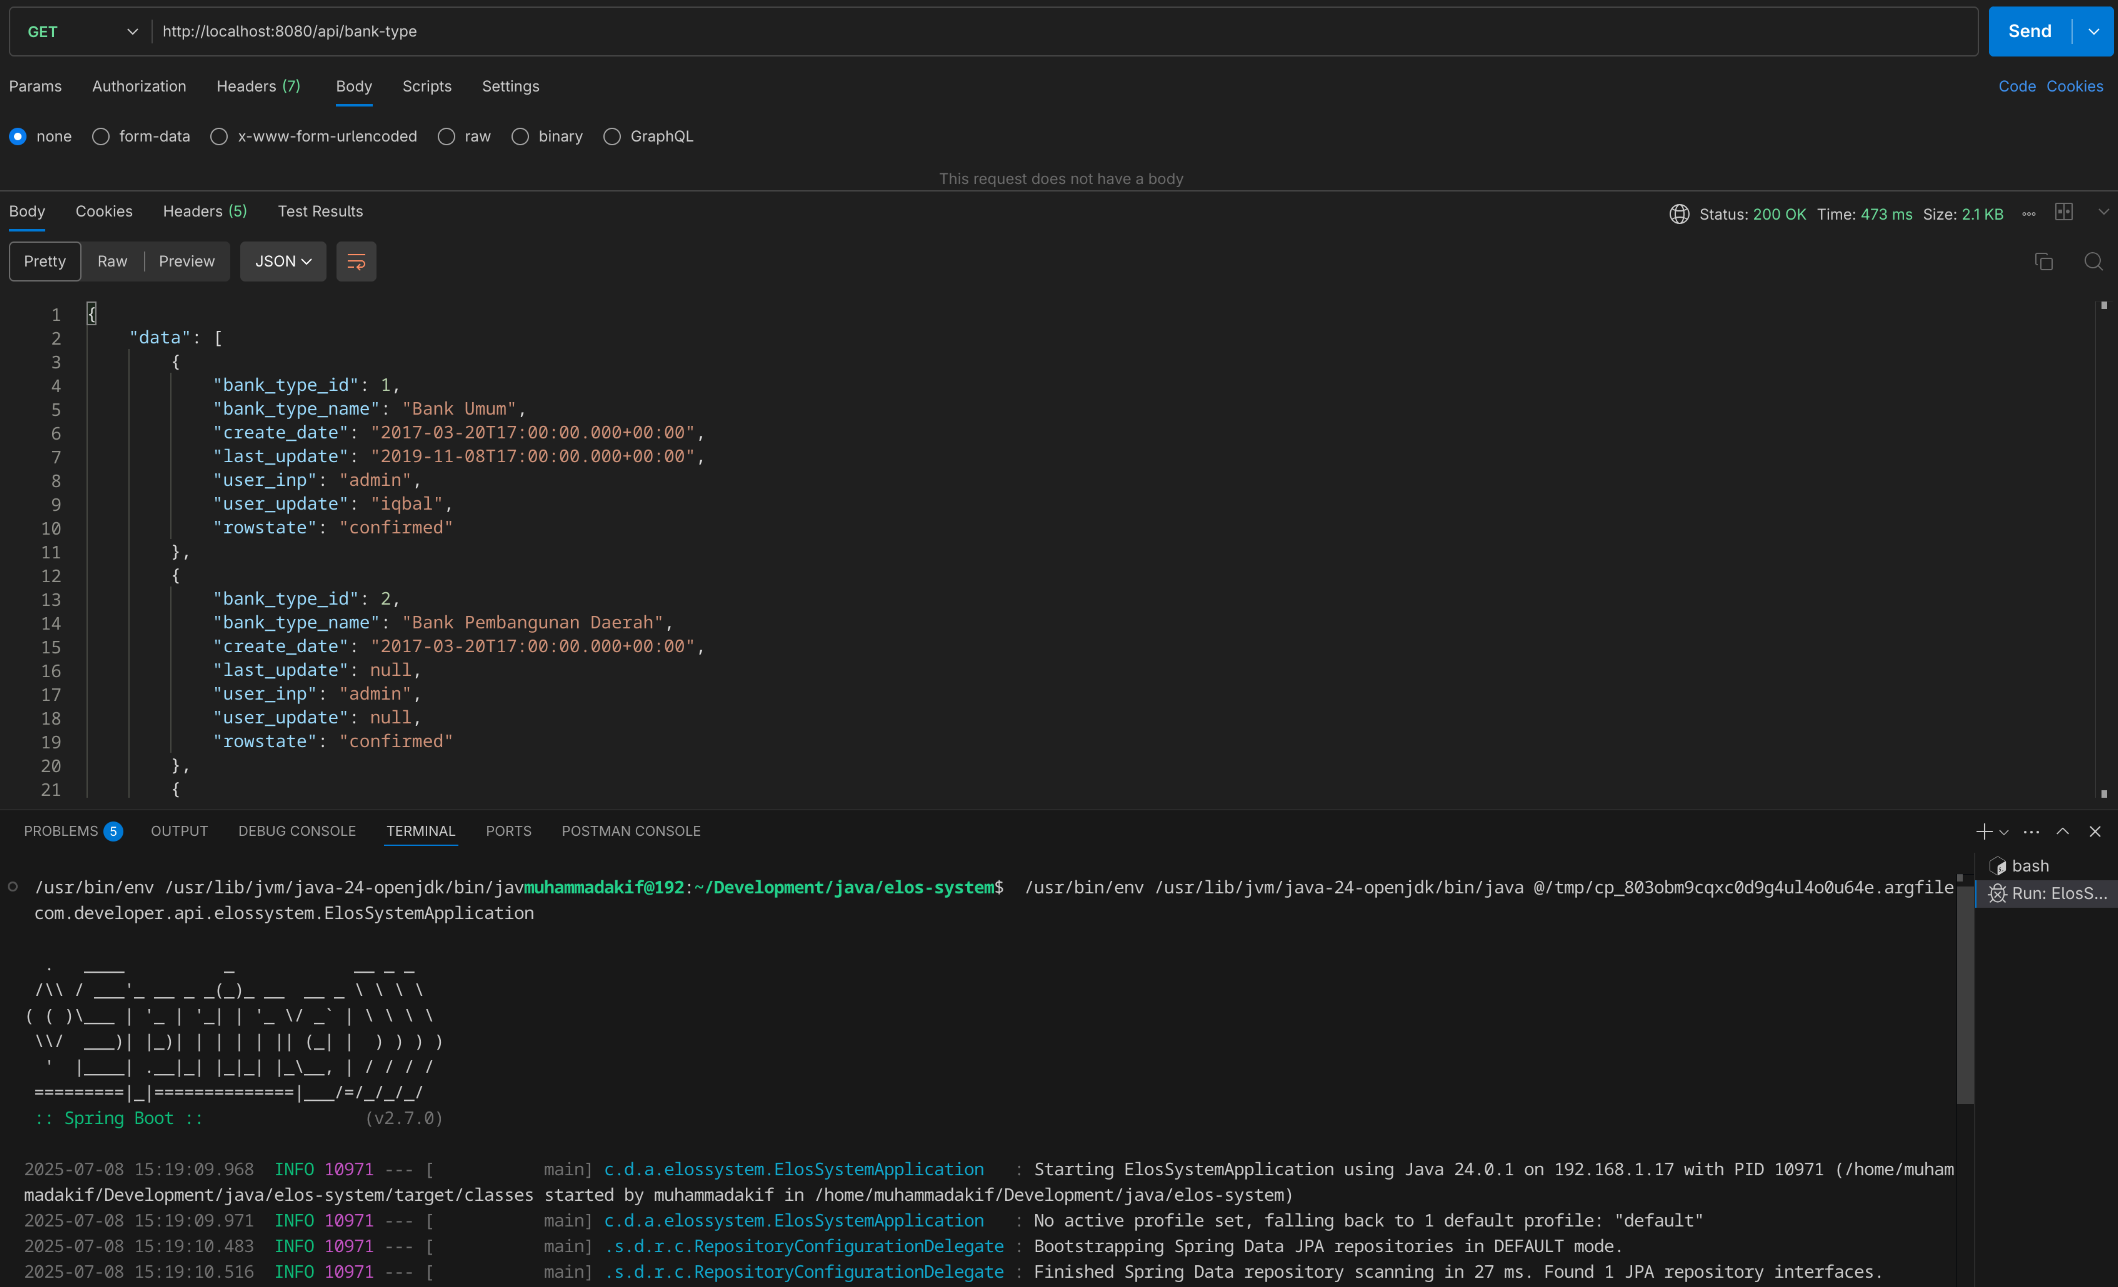 GET http://localhost:8080/api/bank-type Send
Params Authorization Headers (7) Body Scripts Settings Code Cookies
none form-data x-www-form-urlencoded raw binary GraphQL
This request does not have a body
Body Cookies Headers (5) Test Results Status: 200 OK Time: 473 ms Size: 2.1 KB
Pretty Raw Preview JSON
1 {
2 "data": [
3 {
4 "bank_type_id": 1,
5 "bank_type_name": "Bank Umum",
6 "create_date": "2017-03-20T17:00:00.000+00:00",
7 "last_update": "2019-11-08T17:00:00.000+00:00",
8 "user_inp": "admin",
9 "user_update": "iqbal",
10 "rowstate": "confirmed"
11 },
12 {
13 "bank_type_id": 2,
14 "bank_type_name": "Bank Pembangunan Daerah",
15 "create_date": "2017-03-20T17:00:00.000+00:00",
16 "last_update": null,
17 "user_inp": "admin",
18 "user_update": null,
19 "rowstate": "confirmed"
20 },
21 {
PROBLEMS 5 OUTPUT DEBUG CONSOLE TERMINAL PORTS POSTMAN CONSOLE
bash
Run: ElosS...
/usr/bin/env /usr/lib/jvm/java-24-openjdk/bin/javmuhammadakif@192:~/Development/java/elos-system$ /usr/bin/env /usr/lib/jvm/java-24-openjdk/bin/java @/tmp/cp_803obm9cqxc0d9g4ul4o0u64e.argfile
com.developer.api.elossystem.ElosSystemApplication
  .   ____          _            __ _ _
 /\\ / ___'_ __ _ _(_)_ __  __ _ \ \ \ \
( ( )\___ | '_ | '_| | '_ \/ _` | \ \ \ \
 \\/  ___)| |_)| | | | | || (_| |  ) ) ) )
  '  |____| .__|_| |_|_| |_\__, | / / / /
 =========|_|==============|___/=/_/_/_/
:: Spring Boot :: (v2.7.0)
2025-07-08 15:19:09.968 INFO 10971 --- [ main] c.d.a.elossystem.ElosSystemApplication : Starting ElosSystemApplication using Java 24.0.1 on 192.168.1.17 with PID 10971 (/home/muham
madakif/Development/java/elos-system/target/classes started by muhammadakif in /home/muhammadakif/Development/java/elos-system)
2025-07-08 15:19:09.971 INFO 10971 --- [ main] c.d.a.elossystem.ElosSystemApplication : No active profile set, falling back to 1 default profile: "default"
2025-07-08 15:19:10.483 INFO 10971 --- [ main] .s.d.r.c.RepositoryConfigurationDelegate : Bootstrapping Spring Data JPA repositories in DEFAULT mode.
2025-07-08 15:19:10.516 INFO 10971 --- [ main] .s.d.r.c.RepositoryConfigurationDelegate : Finished Spring Data repository scanning in 27 ms. Found 1 JPA repository interfaces.